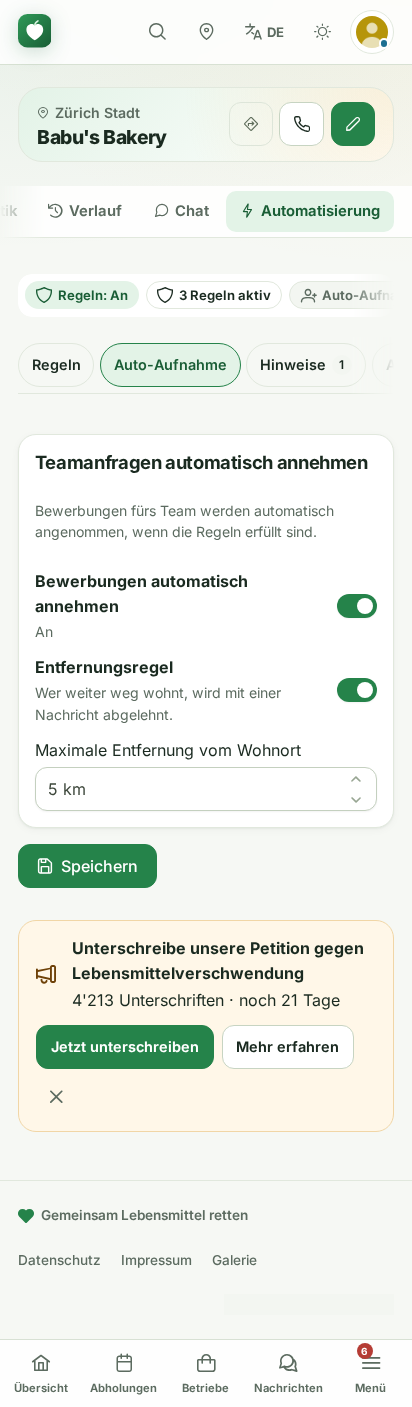 DE
Zürich Stadt
Babu's Bakery
Verlauf
Chat
Automatisierung
Regeln: An
3 Regeln aktiv
Regeln
Auto-Aufnahme
Hinweise 1
Teamanfragen automatisch annehmen
Bewerbungen fürs Team werden automatisch
angenommen, wenn die Regeln erfüllt sind.
Bewerbungen automatisch
annehmen
An
Entfernungsregel
Wer weiter weg wohnt, wird mit einer
Nachricht abgelehnt.
Maximale Entfernung vom Wohnort
5 km
Speichern
Unterschreibe unsere Petition gegen
Lebensmittelverschwendung
4'213 Unterschriften · noch 21 Tage
Jetzt unterschreiben
Mehr erfahren
Gemeinsam Lebensmittel retten
Datenschutz Impressum Galerie
6
Übersicht Abholungen Betriebe Nachrichten Menü